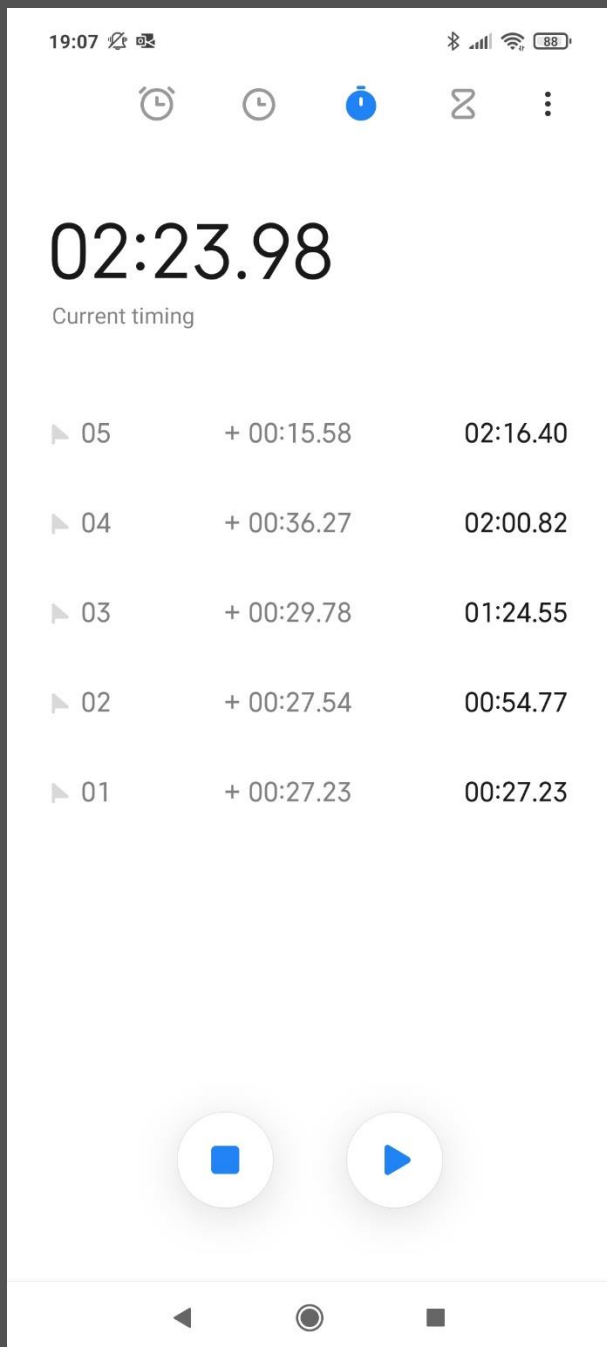 19:07 88
02:23.98
Current timing
05 + 00:15.58 02:16.40
04 + 00:36.27 02:00.82
03 + 00:29.78 01:24.55
02 + 00:27.54 00:54.77
01 + 00:27.23 00:27.23